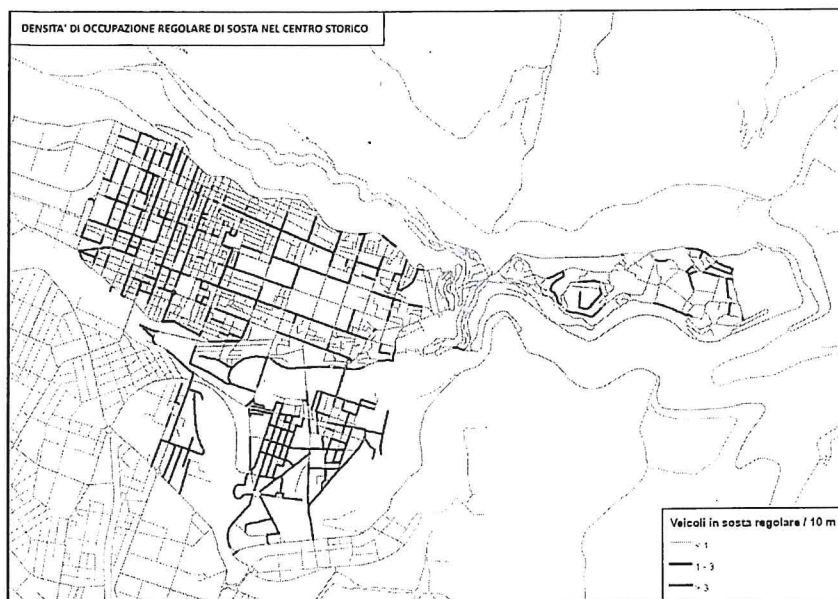 DENSITA' DI OCCUPAZIONE REGOLARE DI SOSTA NEL CENTRO STORICO
Veicoli in sosta regolare / 10 m
< 1
1 - 3
> 3